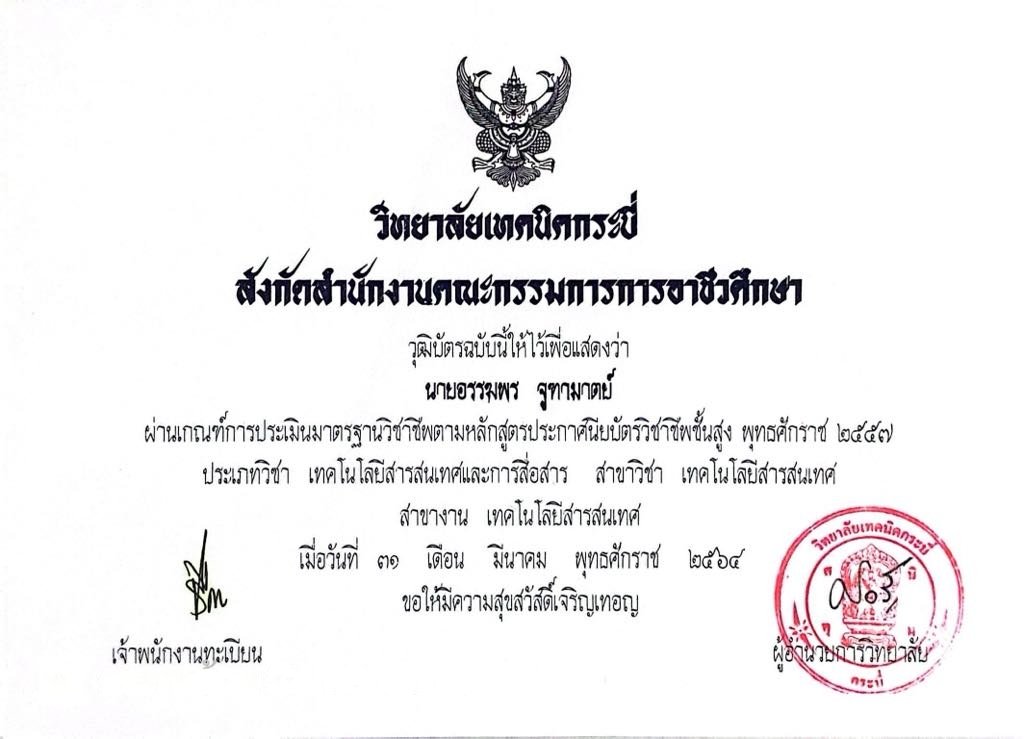 วิทยาลัยเทคนิคกระบี่
สังกัดสำนักงานคณะกรรมการการอาชีวศึกษา
วุฒิบัตรฉบับนี้ให้ไว้เพื่อแสดงว่า
นายอรรฆพร จูฑามาตย์
ผ่านเกณฑ์การประเมินมาตรฐานวิชาชีพตามหลักสูตรประกาศนียบัตรวิชาชีพชั้นสูง พุทธศักราช ๒๕๕๗
ประเภทวิชา เทคโนโลยีสารสนเทศและการสื่อสาร สาขาวิชา เทคโนโลยีสารสนเทศ
สาขางาน เทคโนโลยีสารสนเทศ
เมื่อวันที่ ๓๑ เดือน มีนาคม พุทธศักราช ๒๕๖๔
ขอให้มีความสุขสวัสดิ์เจริญเทอญ
เจ้าพนักงานทะเบียน
วิทยาลัยเทคนิคกระบี่
ส นิ
ทุ ม
ผู้อำนวยการวิทยาลัย
กระบี่